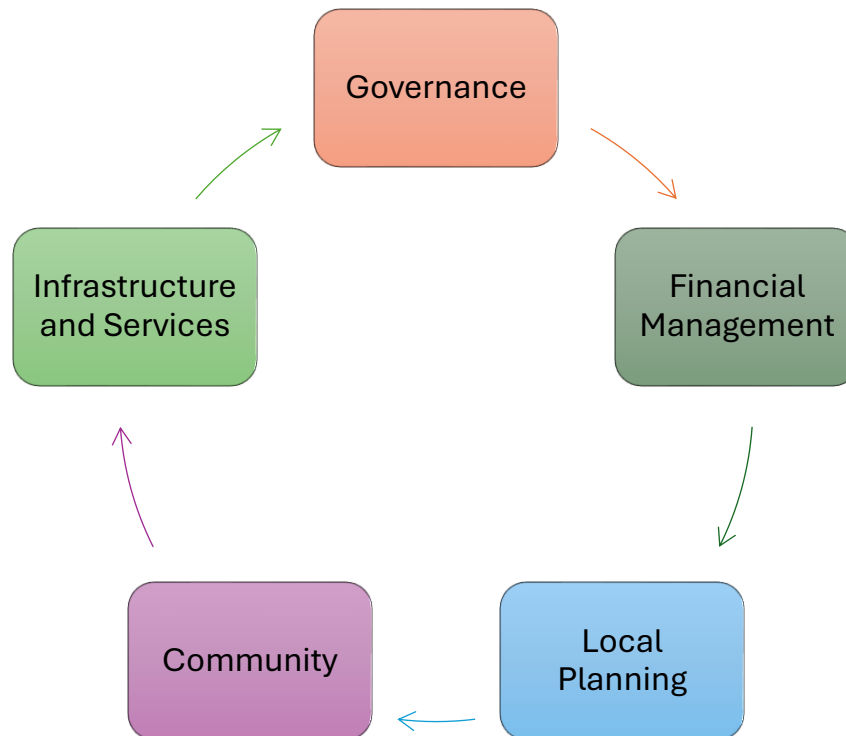 Governance
Infrastructure
and Services
Financial
Management
Community
Local
Planning